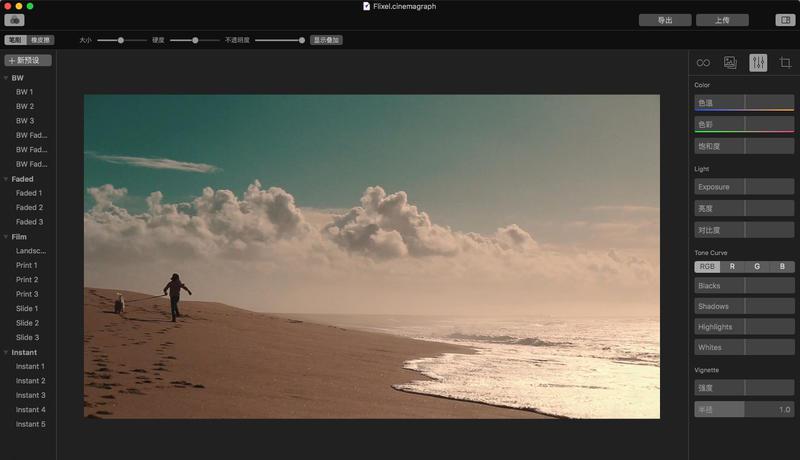 Flixel.cinemagraph
导出
上传
笔刷
橡皮擦
大小
硬度
不透明度
显示叠加
新预设
BW
BW 1
BW 2
BW 3
BW Fad...
BW Fad...
BW Fad...
Faded
Faded 1
Faded 2
Faded 3
Film
Landsc...
Print 1
Print 2
Print 3
Slide 1
Slide 2
Slide 3
Instant
Instant 1
Instant 2
Instant 3
Instant 4
Instant 5
Color
色温
色彩
饱和度
Light
Exposure
亮度
对比度
Tone Curve
RGB R G B
Blacks
Shadows
Highlights
Whites
Vignette
强度
半径 1.0